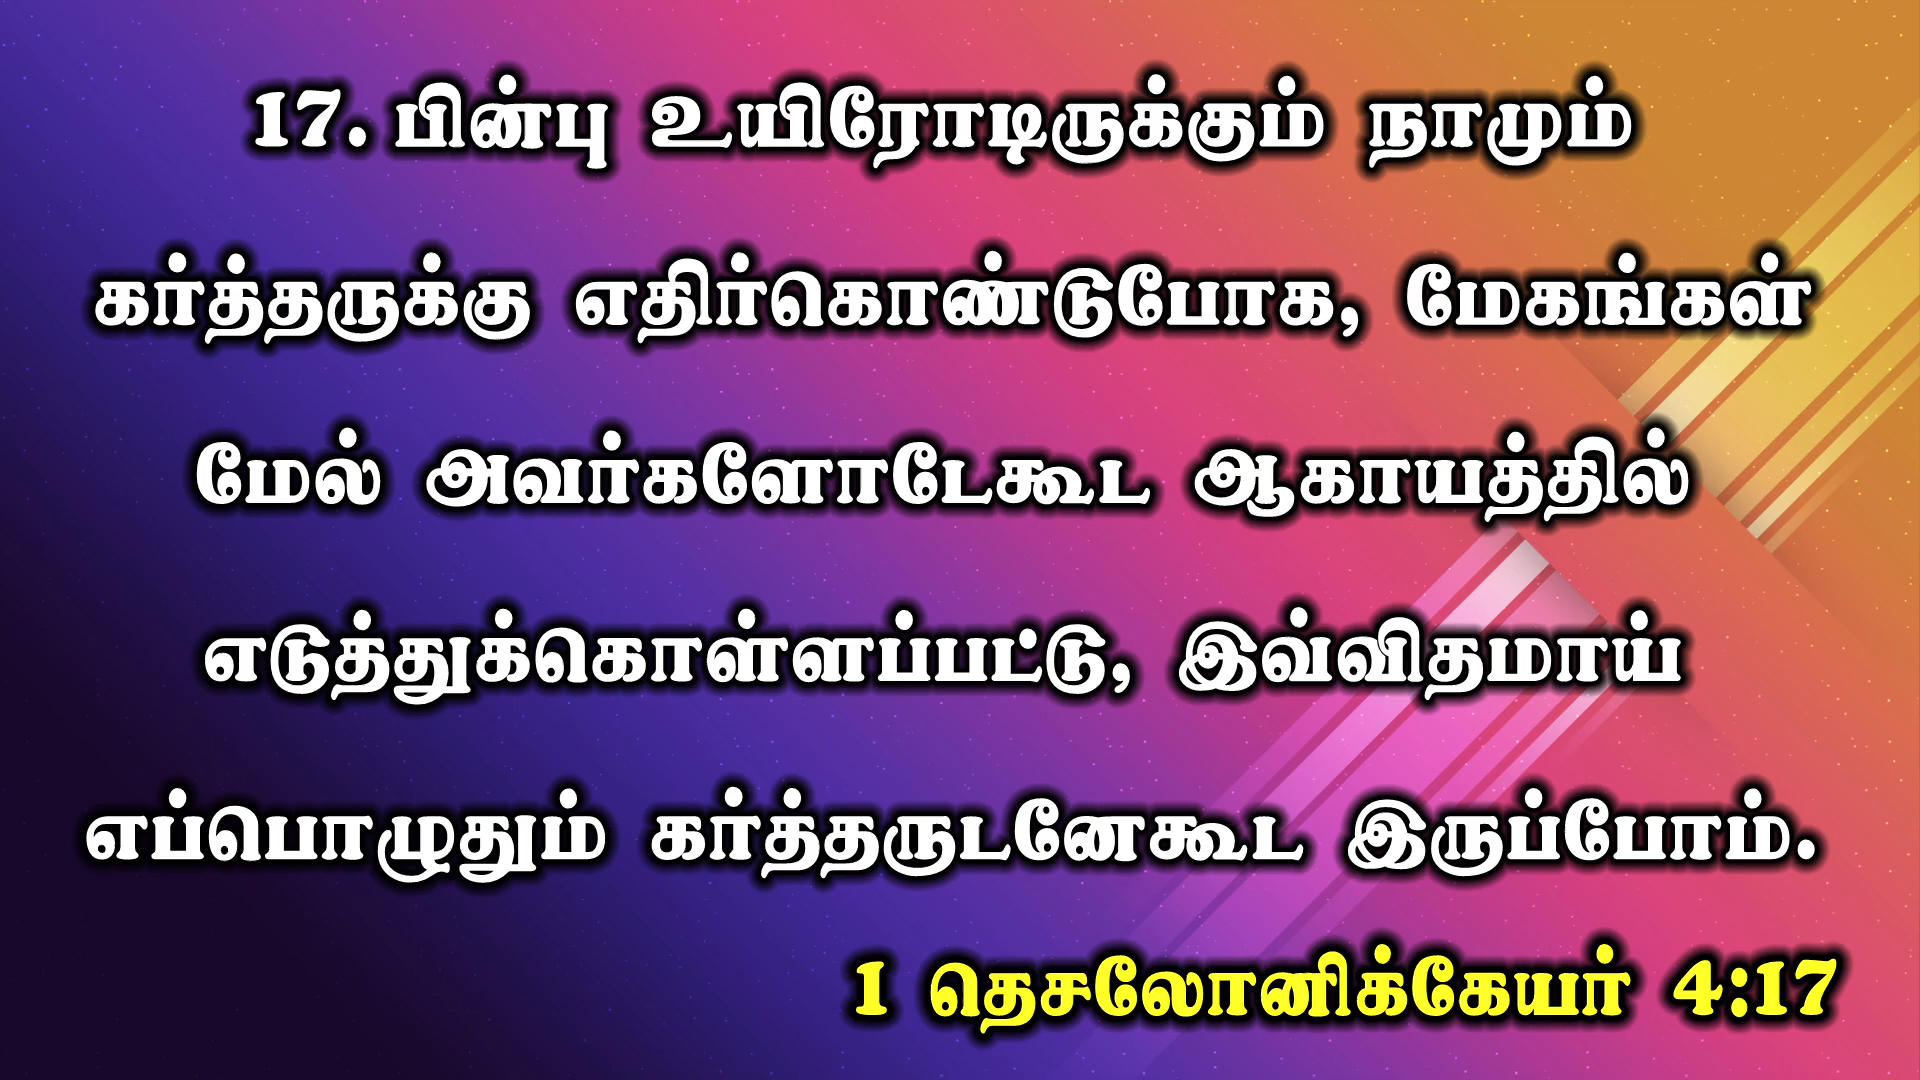 17. பின்பு உயிரோடிருக்கும் நாமும்
கர்த்தருக்கு எதிர்கொண்டுபோக, மேகங்கள்
மேல் அவர்களோடேகூட ஆகாயத்தில்
எடுத்துக்கொள்ளப்பட்டு, இவ்விதமாய்
எப்பொழுதும் கர்த்தருடனேகூட இருப்போம்.
1 தெசலோனிக்கேயர் 4:17